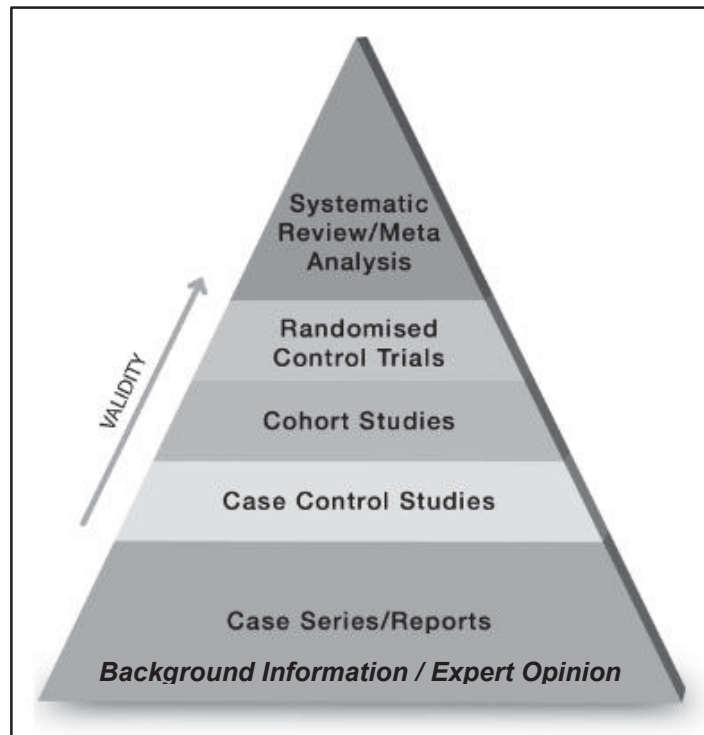 Systematic
Review/Meta
Analysis
Randomised
Control Trials
VALIDITY
Cohort Studies
Case Control Studies
Case Series/Reports
Background Information / Expert Opinion